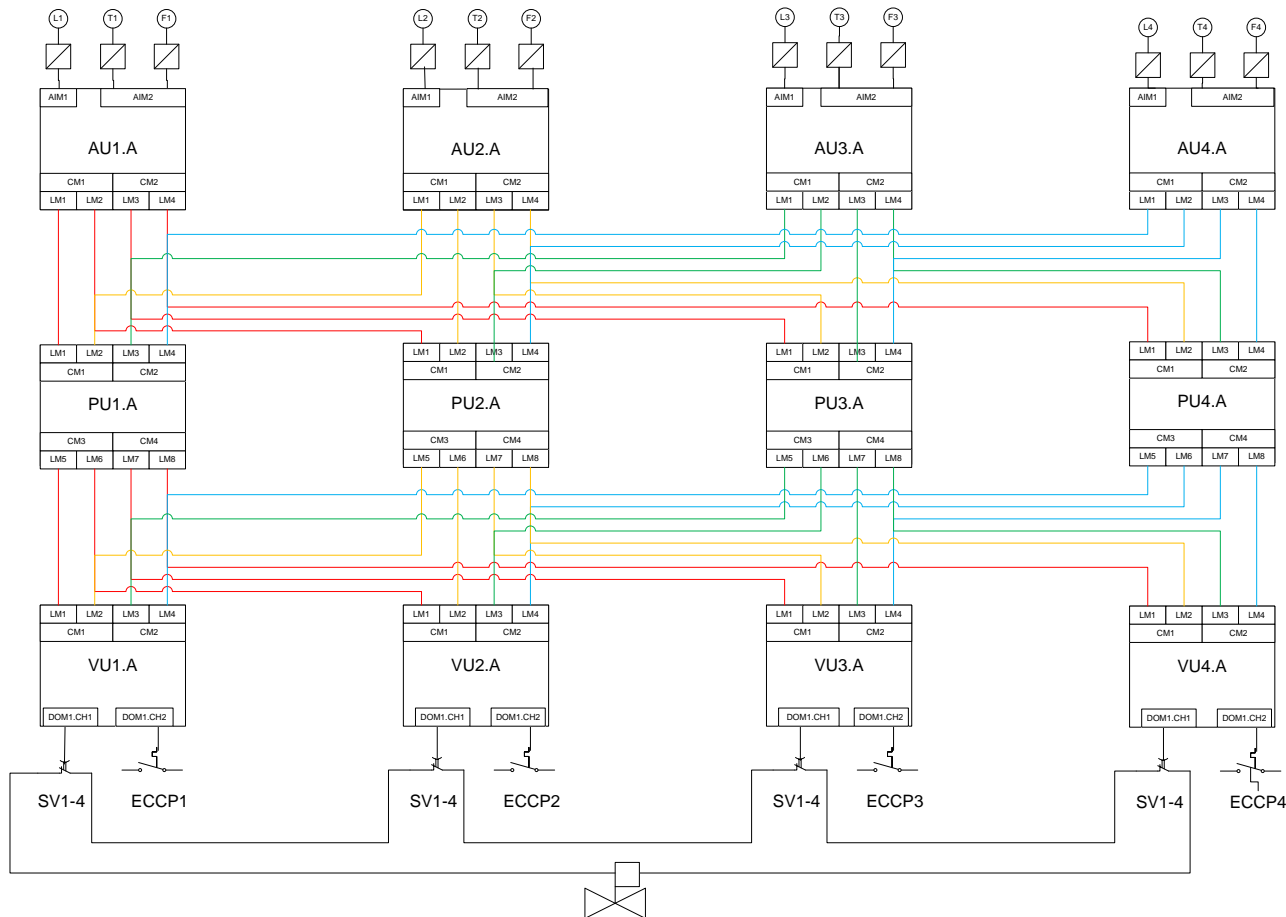 L1 T1 F1 L2 T2 F2 L3 T3 F3 L4 T4 F4
AIM1 AIM2 AIM1 AIM2 AIM1 AIM2 AIM1 AIM2
AU1.A AU2.A AU3.A AU4.A
CM1 CM2 CM1 CM2 CM1 CM2 CM1 CM2
LM1 LM2 LM3 LM4 LM1 LM2 LM3 LM4 LM1 LM2 LM3 LM4 LM1 LM2 LM3 LM4
LM1 LM2 LM3 LM4 LM1 LM2 LM3 LM4 LM1 LM2 LM3 LM4 LM1 LM2 LM3 LM4
CM1 CM2 CM1 CM2 CM1 CM2 CM1 CM2
PU1.A PU2.A PU3.A PU4.A
CM3 CM4 CM3 CM4 CM3 CM4 CM3 CM4
LM5 LM6 LM7 LM8 LM5 LM6 LM7 LM8 LM5 LM6 LM7 LM8 LM5 LM6 LM7 LM8
LM1 LM2 LM3 LM4 LM1 LM2 LM3 LM4 LM1 LM2 LM3 LM4 LM1 LM2 LM3 LM4
CM1 CM2 CM1 CM2 CM1 CM2 CM1 CM2
VU1.A VU2.A VU3.A VU4.A
DOM1.CH1 DOM1.CH2 DOM1.CH1 DOM1.CH2 DOM1.CH1 DOM1.CH2 DOM1.CH1 DOM1.CH2
SV1-4 ECCP1 SV1-4 ECCP2 SV1-4 ECCP3 SV1-4 ECCP4